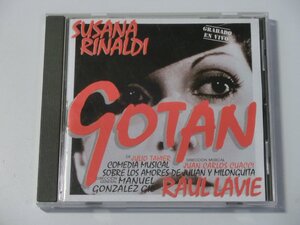 SUSANA
RINALDI
GRABADO
EN VIVO
GOTAN
DE JULIO TAHIER
COMEDIA MUSICAL
DIRECCION MUSICAL
JUAN CARLOS CUACCI
SOBRE LOS AMORES DE JULIAN Y MILONGUITA
MANUEL
GONZALEZ GIL
RAUL LAVIE